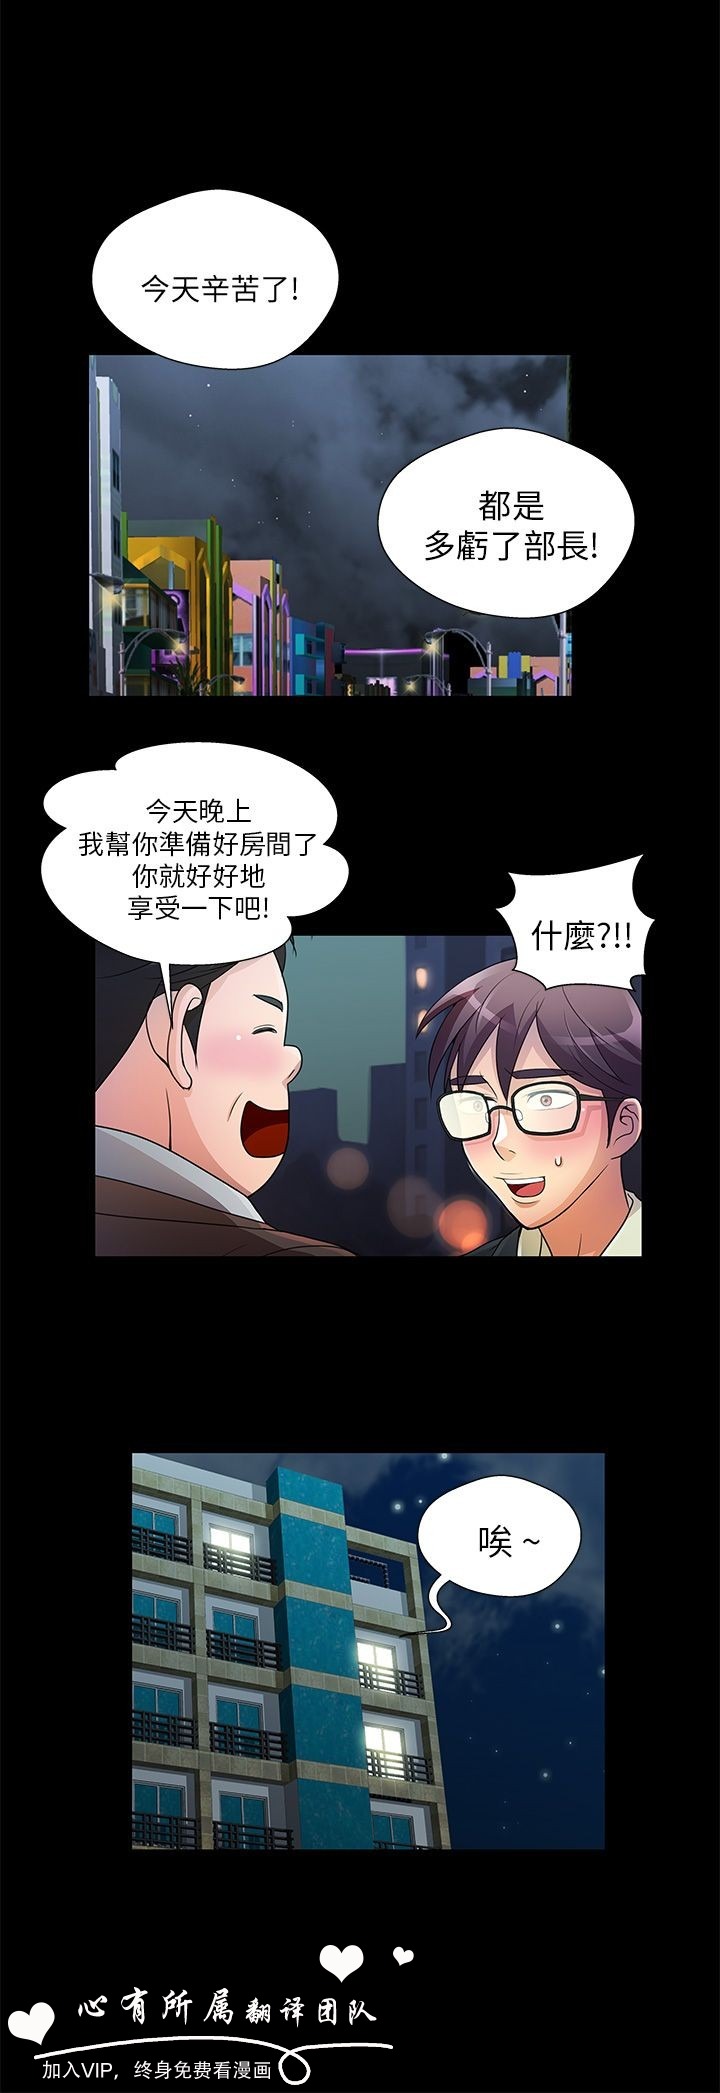 今天辛苦了!
都是
多虧了部長!
今天晚上
我幫你準備好房間了
你就好好地
享受一下吧!
什麼?!!
唉~
心有所属翻译团队
加入VIP，终身免费看漫画